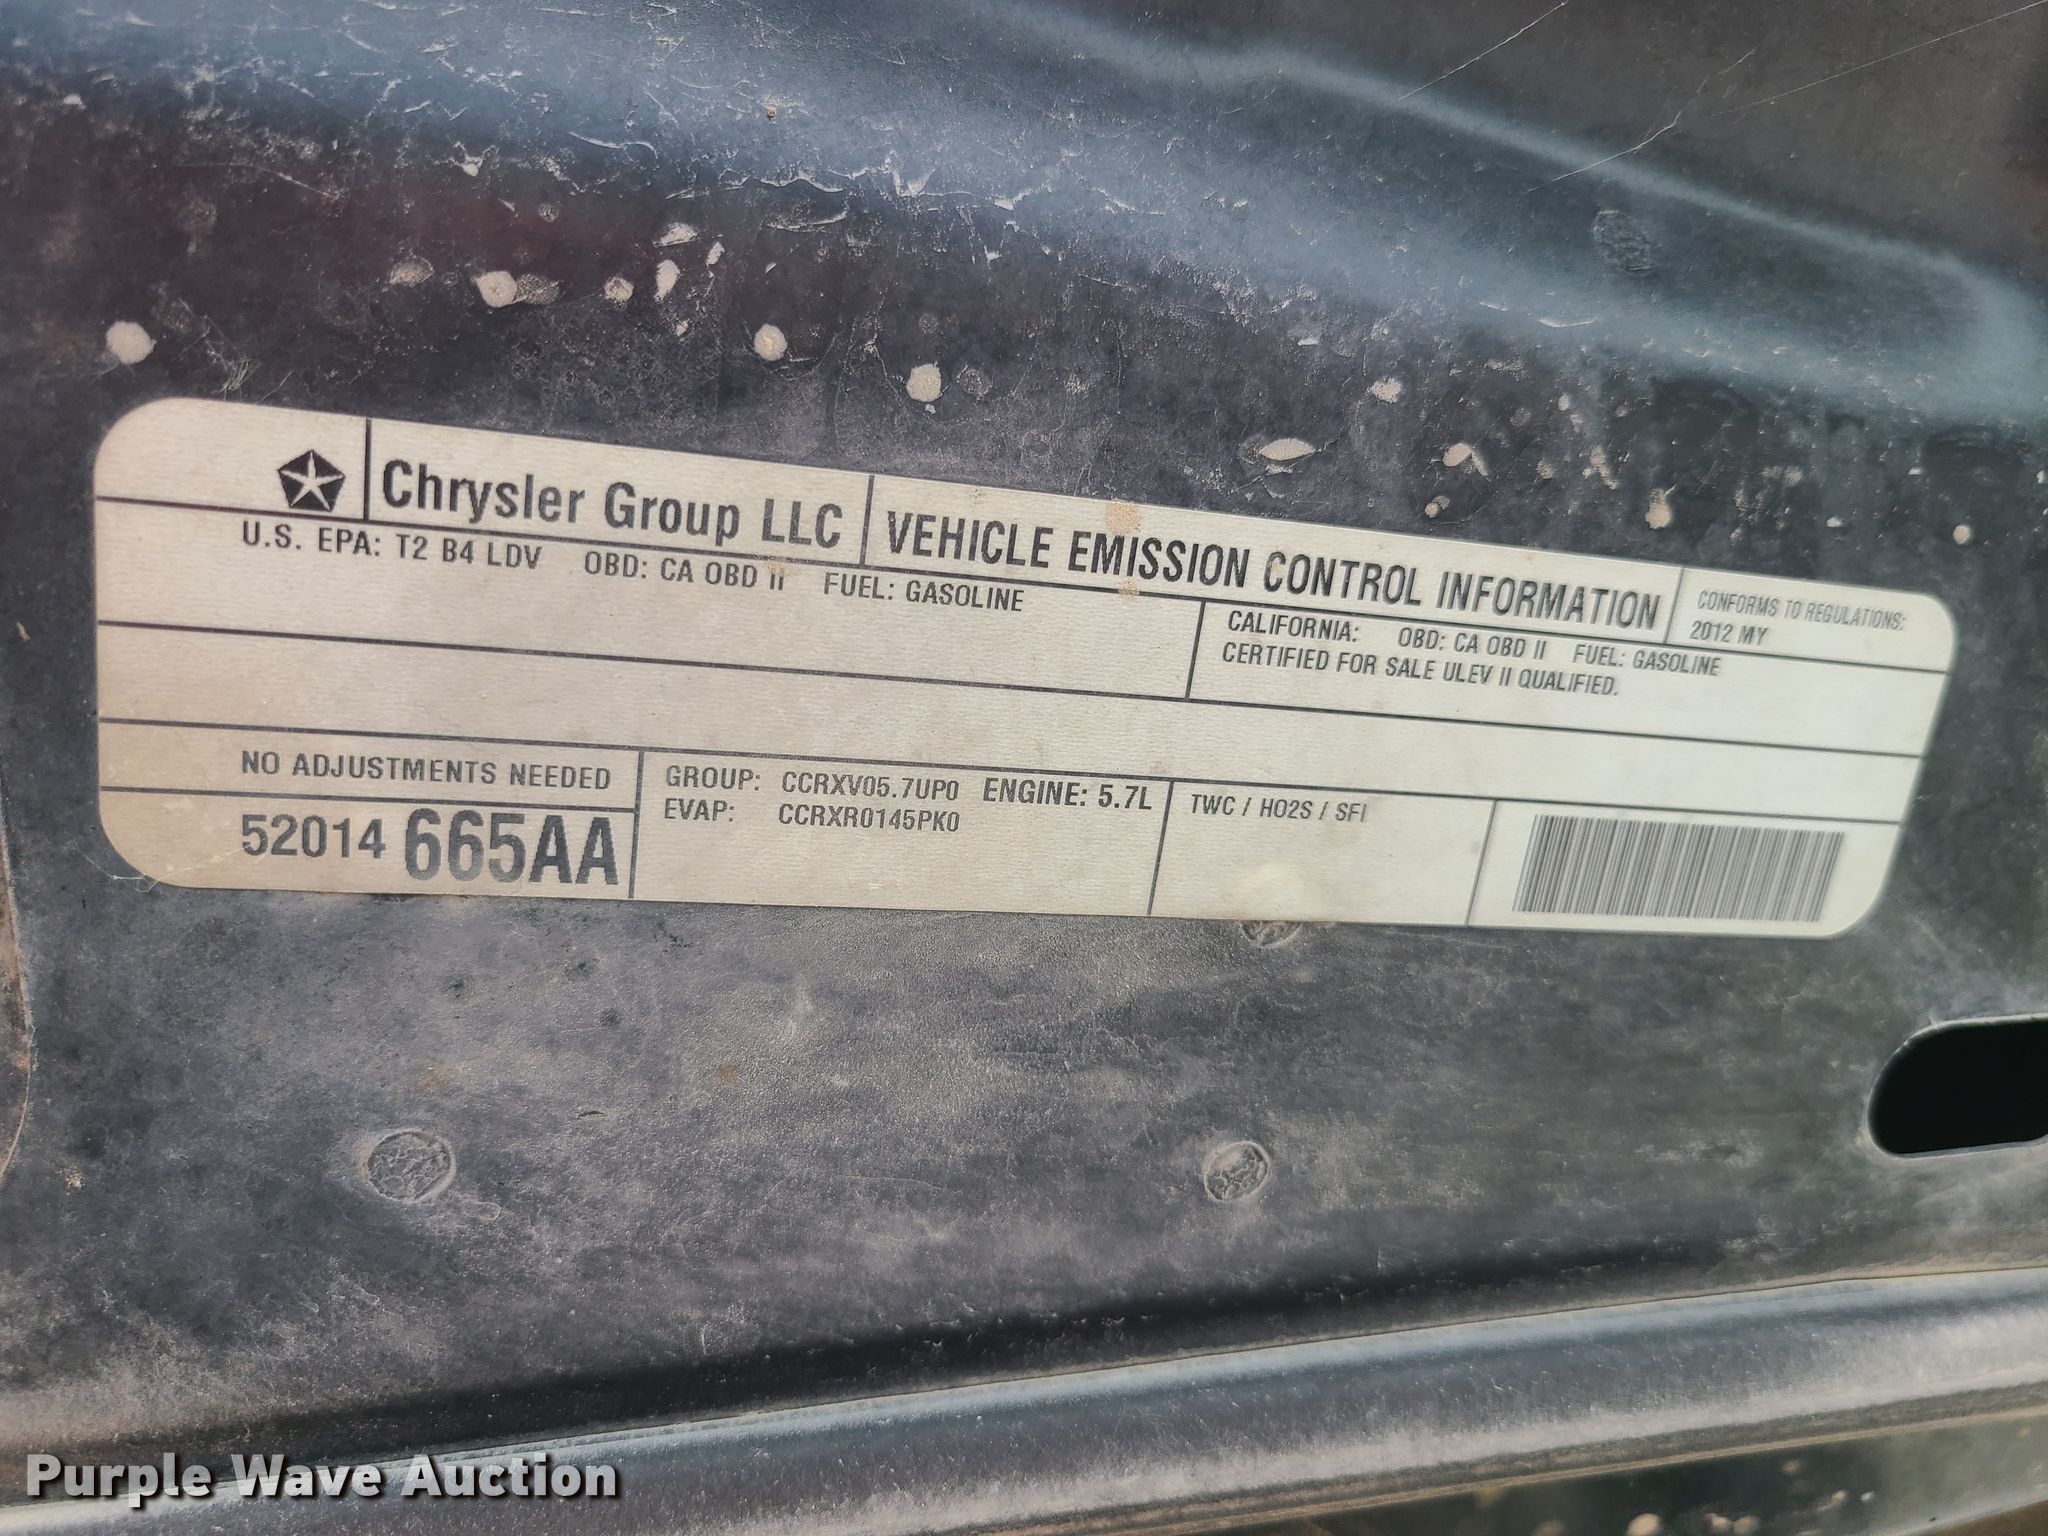 Chrysler Group LLC
VEHICLE EMISSION CONTROL INFORMATION
CONFORMS TO REGULATIONS:
2012 MY
U.S. EPA: T2 B4 LDV OBD: CA OBD II FUEL: GASOLINE
CALIFORNIA: OBD: CA OBD II FUEL: GASOLINE
CERTIFIED FOR SALE ULEV II QUALIFIED.
NO ADJUSTMENTS NEEDED
52014 665AA
GROUP: CCRXV05.7UP0 ENGINE: 5.7L
EVAP: CCRXR0145PK0
TWC / HO2S / SFI
Purple Wave Auction